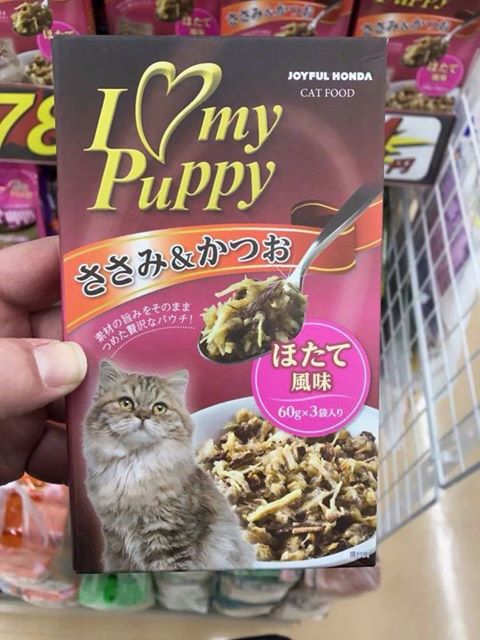 JOYFUL HONDA
CAT FOOD
I my
Puppy
ささみ&かつお
素材の旨みをそのまま
つめた贅沢なパウチ!
ほたて
風味
60g×3袋入り
78
円